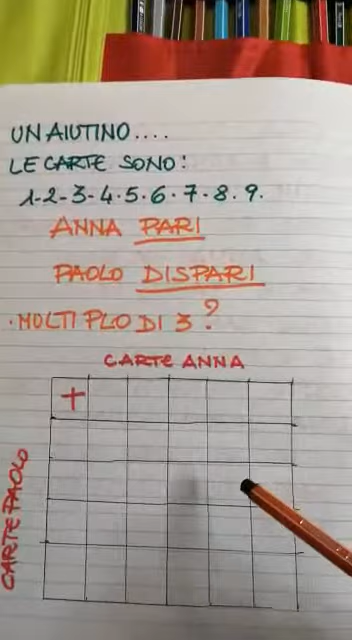 UN AIUTINO....
LE CARTE SONO:
1-2-3-4.5.6.7.8.9.
ANNA PARI
PAOLO DISPARI
.MULTIPLO DI 3?
CARTE ANNA
+
CARTE PAOLO